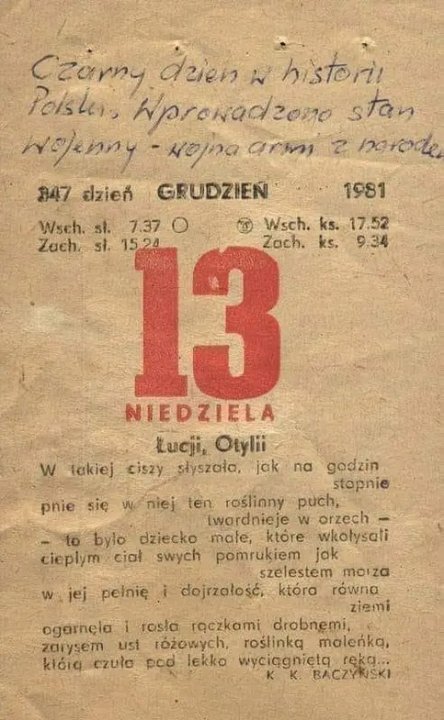 Czarny dzień w historii
Polski. Wprowadzono stan
wojenny - wojna armi z narodem
347 dzień GRUDZIEŃ 1981
Wsch. sł. 7.37 Wsch. ks. 17.52
Zach. sł. 15.24 Zach. ks. 9.34
13
NIEDZIELA
Łucji, Otylii
W takiej ciszy słyszała, jak na godzin
stopnie
pnie się w niej ten roślinny puch,
twardnieje w orzech –
– to było dziecko małe, które wkołysali
ciepłym ciał swych pomrukiem jak
szelestem morza
w jej pełnię i dojrzałość, która równa
ziemi
ogarnęła i rosła rączkami drobnemi,
zarysem ust różowych, roślinką maleńką,
którą czuła pod lekko wyciągniętą ręką...
K. K. BACZYŃSKI